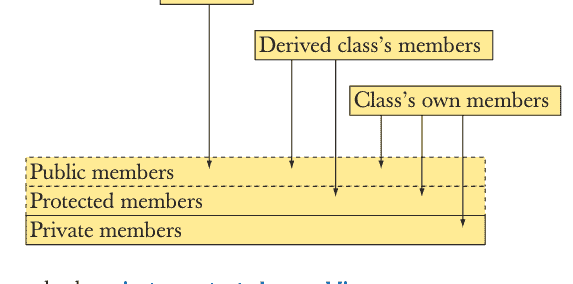 Derived class's members
Class's own members
Public members
Protected members
Private members